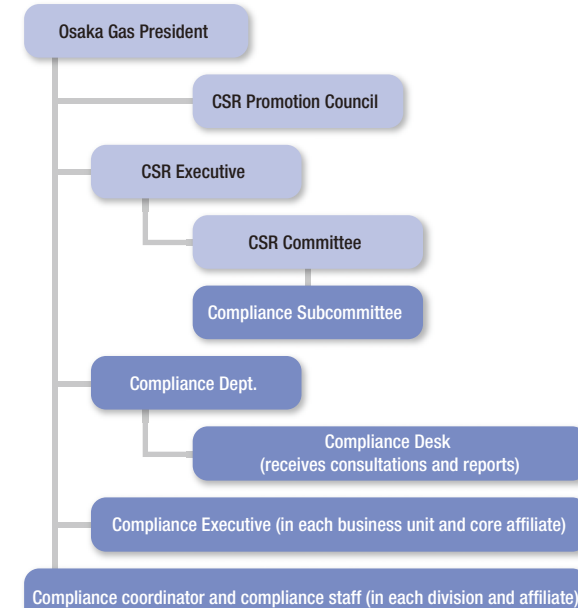 Osaka Gas President
CSR Promotion Council
CSR Executive
CSR Committee
Compliance Subcommittee
Compliance Dept.
Compliance Desk
(receives consultations and reports)
Compliance Executive (in each business unit and core affiliate)
Compliance coordinator and compliance staff (in each division and affiliate)